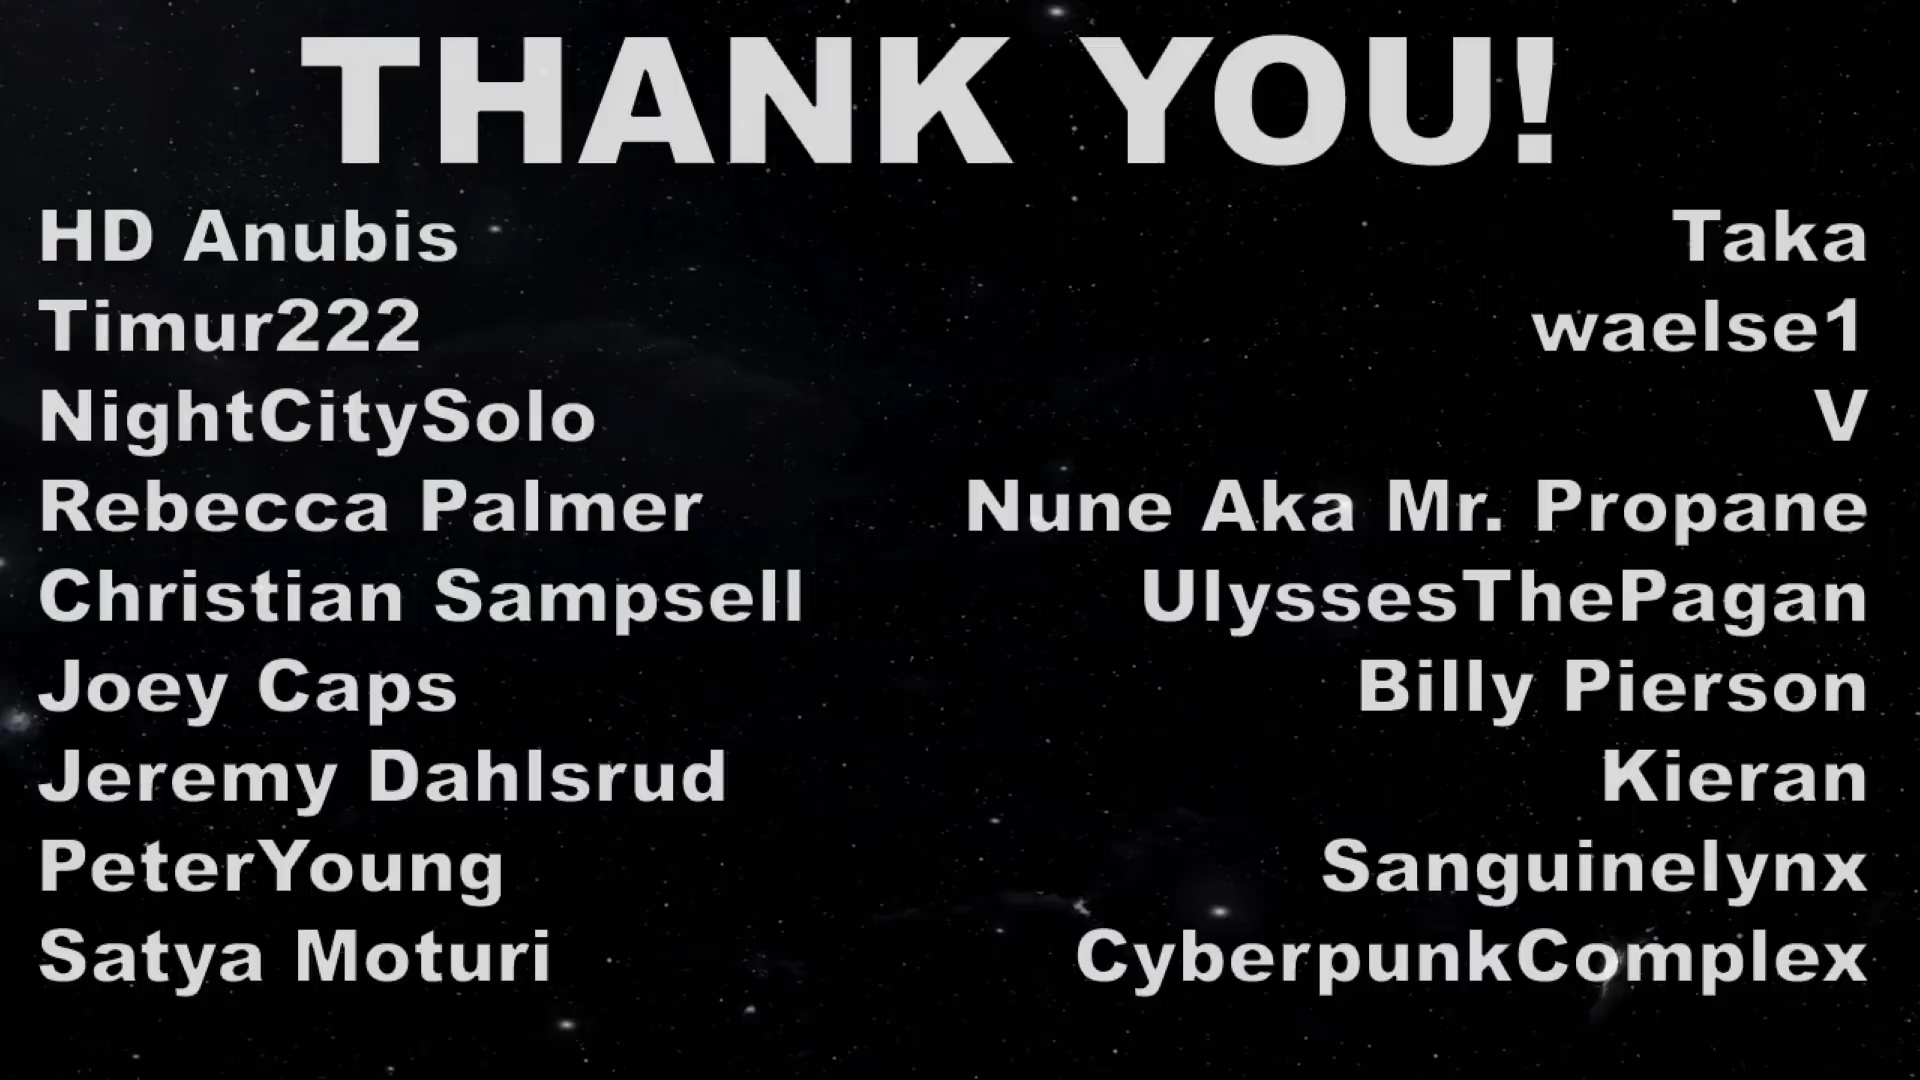 THANK YOU!
HD Anubis
Timur222
NightCitySolo
Rebecca Palmer
Christian Sampsell
Joey Caps
Jeremy Dahlsrud
PeterYoung
Satya Moturi
Taka
waelse1
V
Nune Aka Mr. Propane
UlyssesThePagan
Billy Pierson
Kieran
Sanguinelynx
CyberpunkComplex